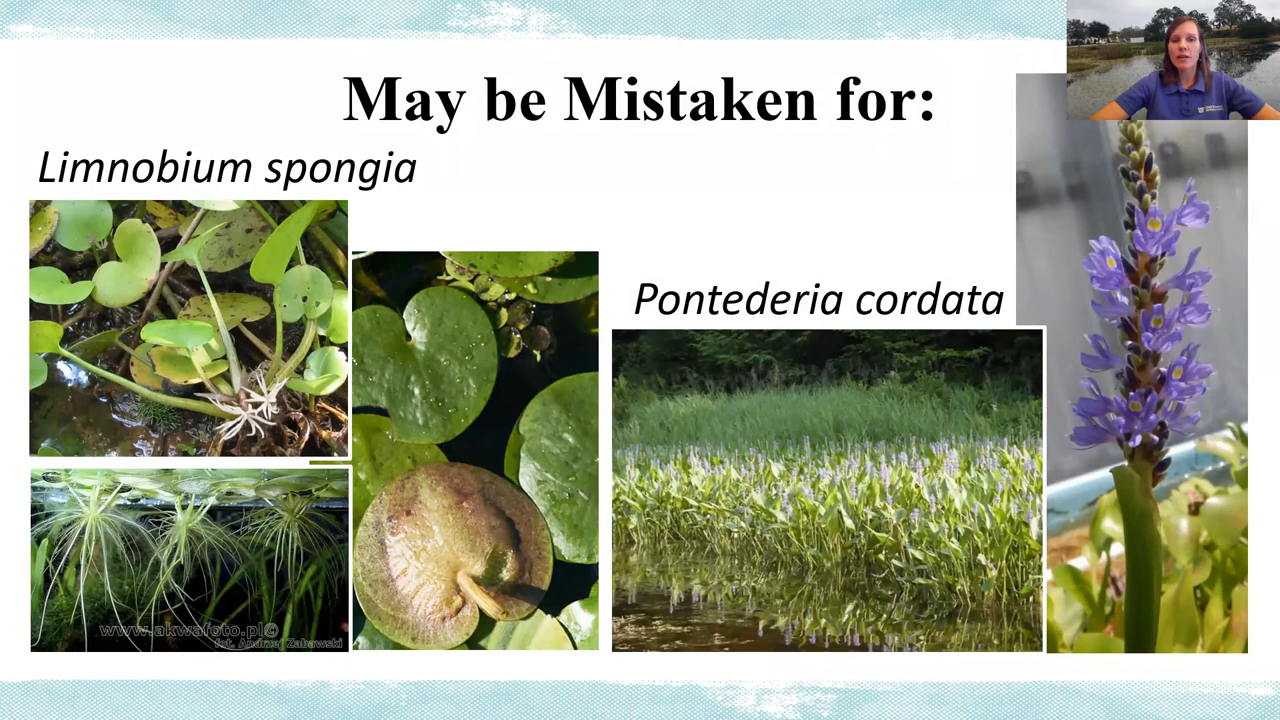 May be Mistaken for:
Limnobium spongia
Pontederia cordata
www.akwafoto.pl©
fot. Andrzej Zabawski